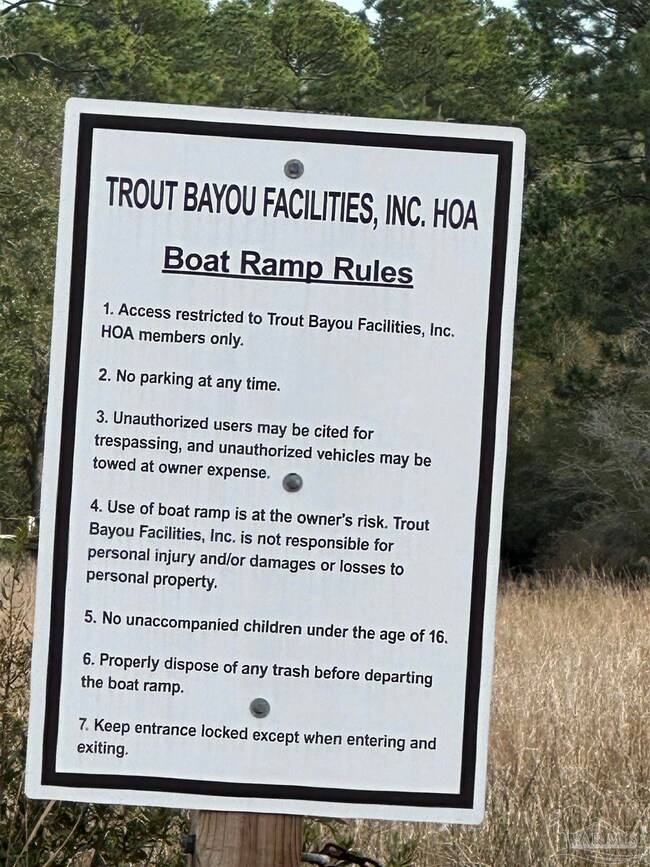 TROUT BAYOU FACILITIES, INC. HOA
Boat Ramp Rules
1. Access restricted to Trout Bayou Facilities, Inc.
HOA members only.
2. No parking at any time.
3. Unauthorized users may be cited for
trespassing, and unauthorized vehicles may be
towed at owner expense.
4. Use of boat ramp is at the owner's risk. Trout
Bayou Facilities, Inc. is not responsible for
personal injury and/or damages or losses to
personal property.
5. No unaccompanied children under the age of 16.
6. Properly dispose of any trash before departing
the boat ramp.
7. Keep entrance locked except when entering and
exiting.